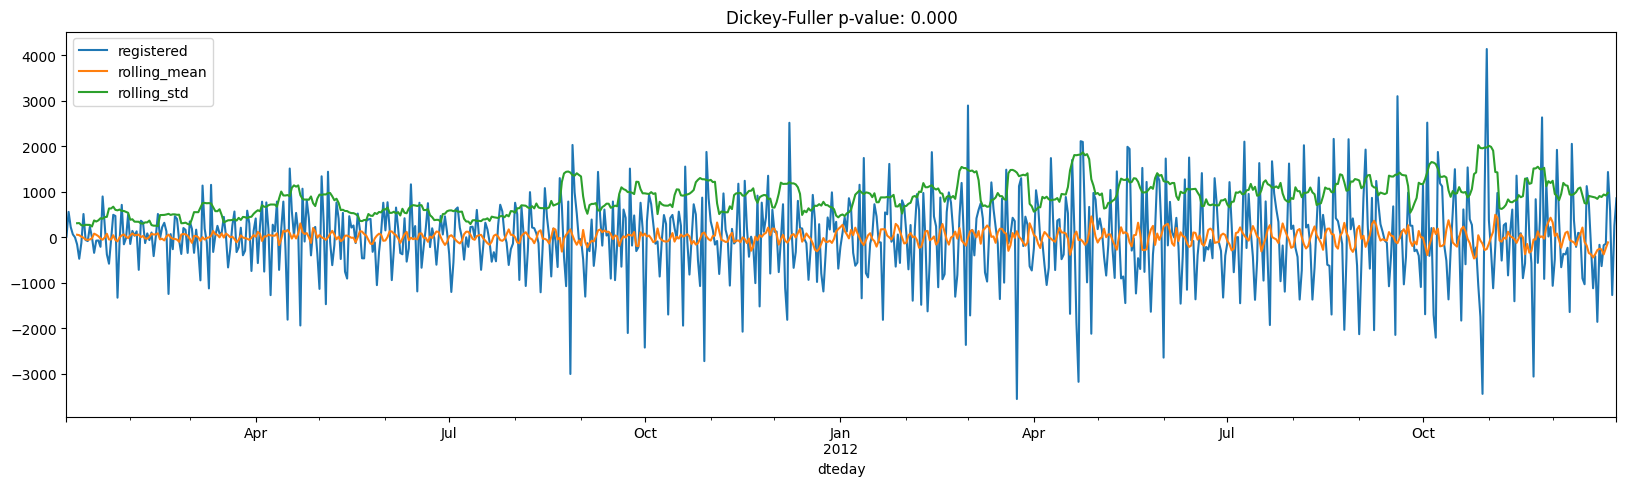 Dickey-Fuller p-value: 0.000
registered
rolling_mean
rolling_std
4000
3000
2000
1000
0
−1000
−2000
−3000
Apr
Jul
Oct
Jan
2012
Apr
Jul
Oct
dteday